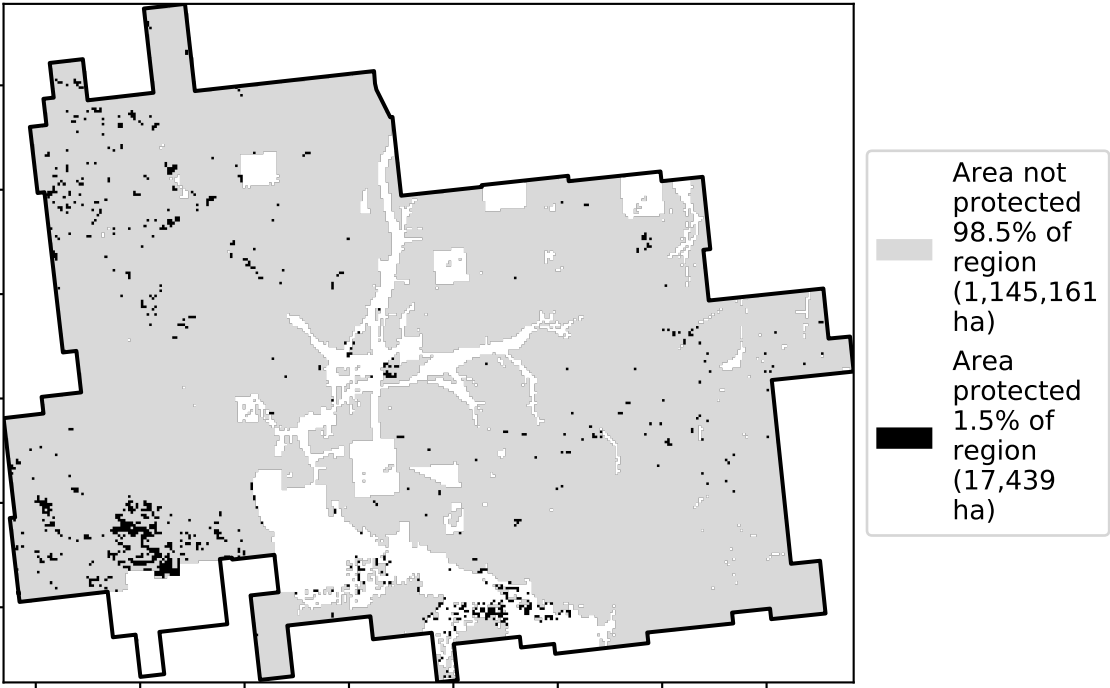 Area not
protected
98.5% of
region
(1,145,161
ha)
Area
protected
1.5% of
region
(17,439
ha)